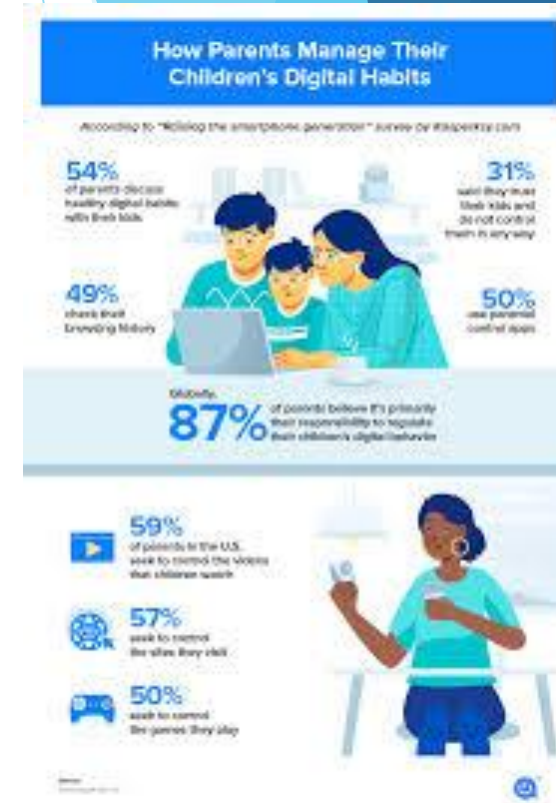 How Parents Manage Their
Children's Digital Habits
According to "Raising the smartphone generation" survey by Kaspersky.com
54%
of parents discuss
healthy digital habits
with their kids
31%
said they trust
their kids and
do not control
them in any way
49%
check their
browsing history
50%
use parental
control apps
Globally,
87%
of parents believe it's primarily
their responsibility to regulate
their children's digital behavior
59%
of parents in the U.S.
seek to control the videos
that children watch
57%
seek to control
the sites they visit
50%
seek to control
the games they play